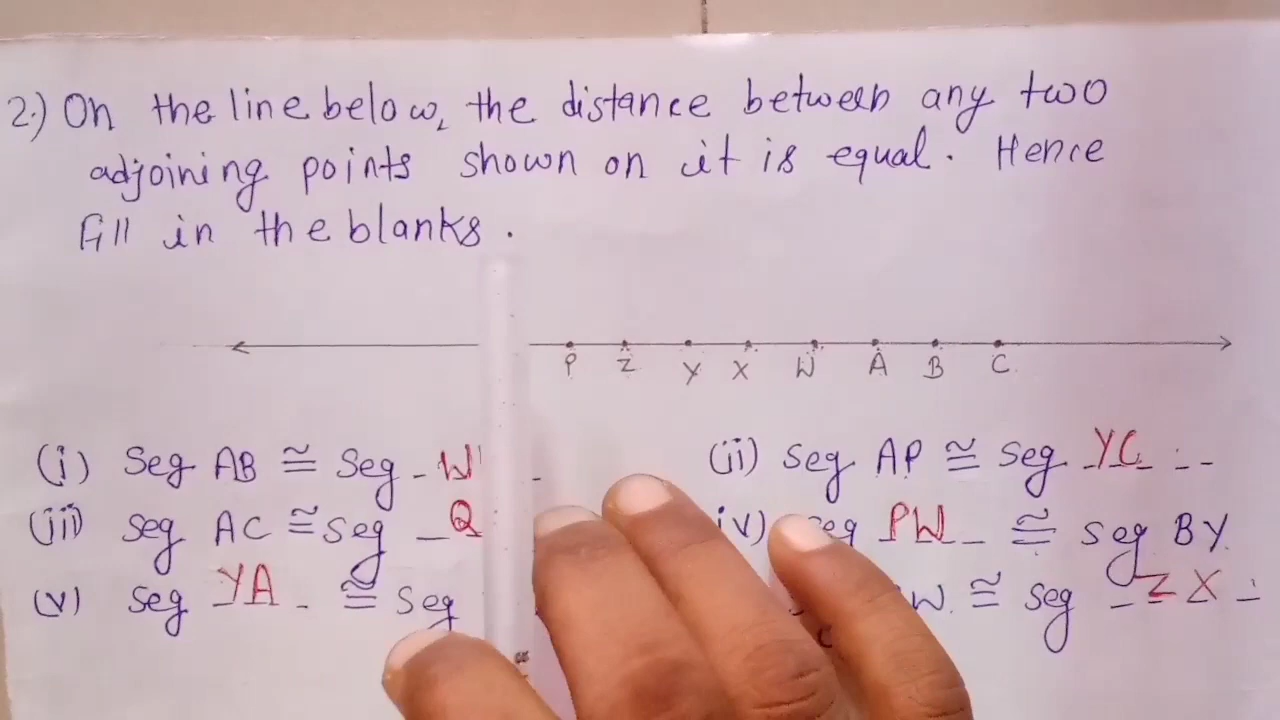 2.) On the line below, the distance between any two
adjoining points shown on it is equal. Hence
fill in the blanks.
P Z Y X W A B C
(i) Seg AB ≅ Seg W
(ii) Seg AP ≅ Seg YC
(iii) seg AC ≅ seg Q
iv) seg PW ≅ seg BY
(v) seg YA ≅ seg
W ≅ seg ZX